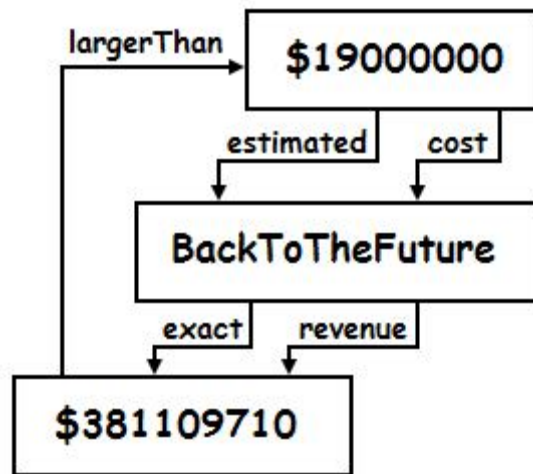 largerThan
$19000000
estimated cost
BackToTheFuture
exact revenue
$381109710